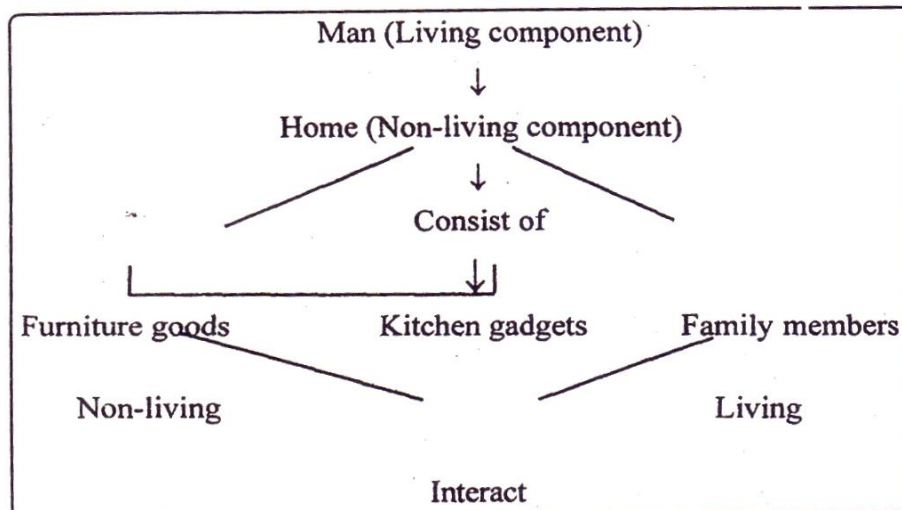 Man (Living component)
Home (Non-living component)
Consist of
Furniture goods Kitchen gadgets Family members
Non-living Living
Interact